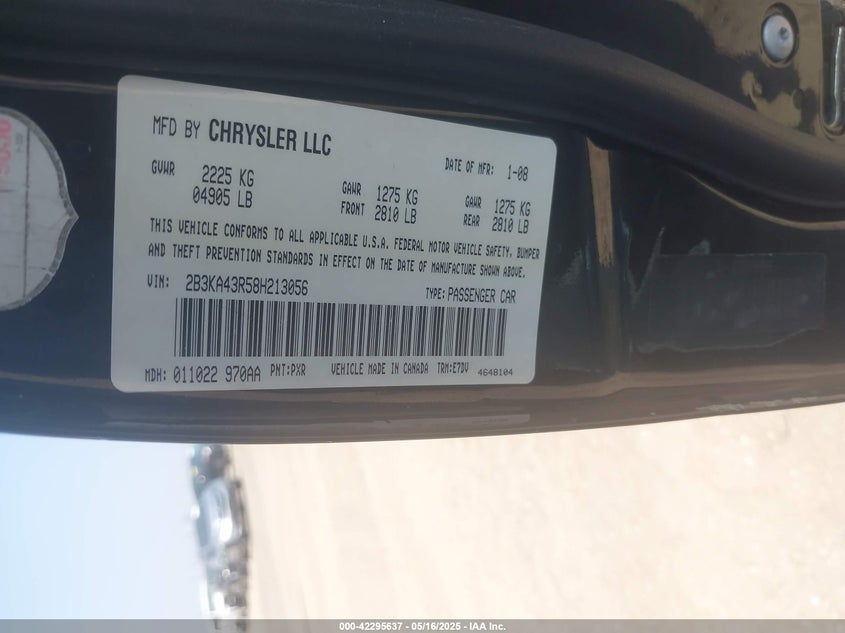 MFD BY CHRYSLER LLC
DATE OF MFR: 1-08
GVWR 2225 KG
04905 LB
GAWR 1275 KG
FRONT 2810 LB
GAWR 1275 KG
REAR 2810 LB
THIS VEHICLE CONFORMS TO ALL APPLICABLE U.S.A. FEDERAL MOTOR VEHICLE SAFETY, BUMPER
AND THEFT PREVENTION STANDARDS IN EFFECT ON THE DATE OF MANUFACTURE SHOWN ABOVE.
VIN: 2B3KA43R58H213056
TYPE: PASSENGER CAR
MDH: 011022 970AA PNT:PXR VEHICLE MADE IN CANADA TRM:E7DV 4648104
000-42295637 - 05/16/2025 - IAA Inc.